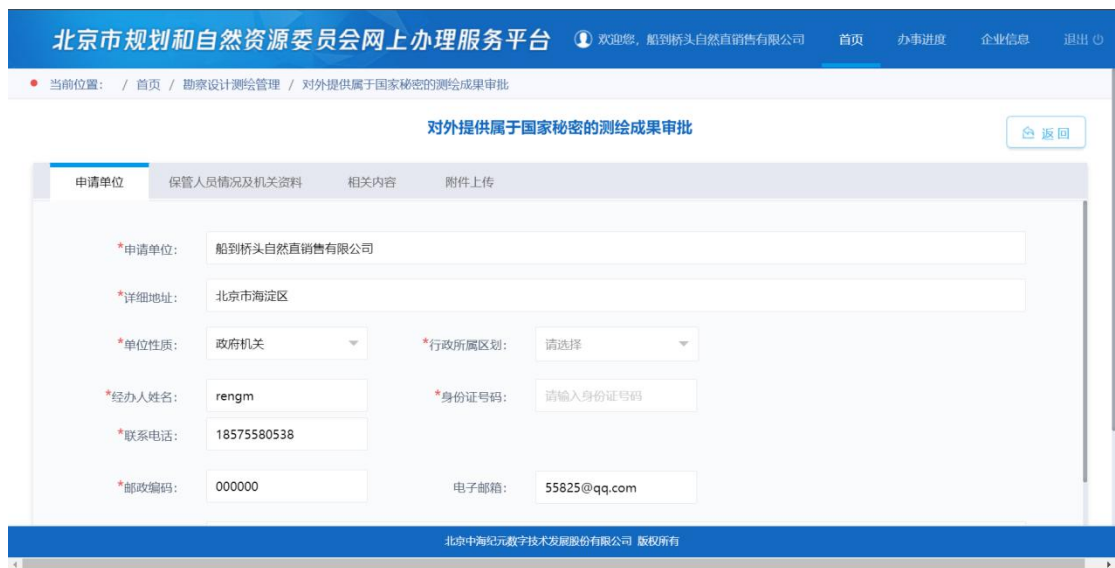 北京市规划和自然资源委员会网上办理服务平台 欢迎您，船到桥头自然直销售有限公司 首页 办事进度 企业信息 退出
当前位置： / 首页 / 勘察设计测绘管理 / 对外提供属于国家秘密的测绘成果审批
对外提供属于国家秘密的测绘成果审批
返回
申请单位 保管人员情况及机关资料 相关内容 附件上传
*申请单位： 船到桥头自然直销售有限公司
*详细地址： 北京市海淀区
*单位性质： 政府机关 *行政所属区划： 请选择
*经办人姓名： rengm *身份证号码： 请输入身份证号码
*联系电话： 18575580538
*邮政编码： 000000 电子邮箱： 55825@qq.com
北京中海纪元数字技术发展股份有限公司 版权所有